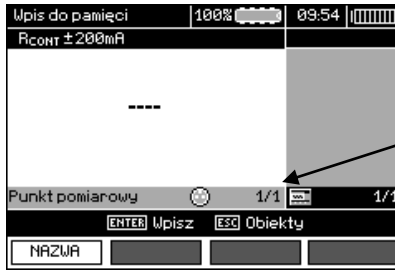 Wpis do pamięci 100% 09:54
RCONT ±200mA
----
Punkt pomiarowy 1/1 1/1
ENTER Wpisz ESC Obiekty
NAZWA